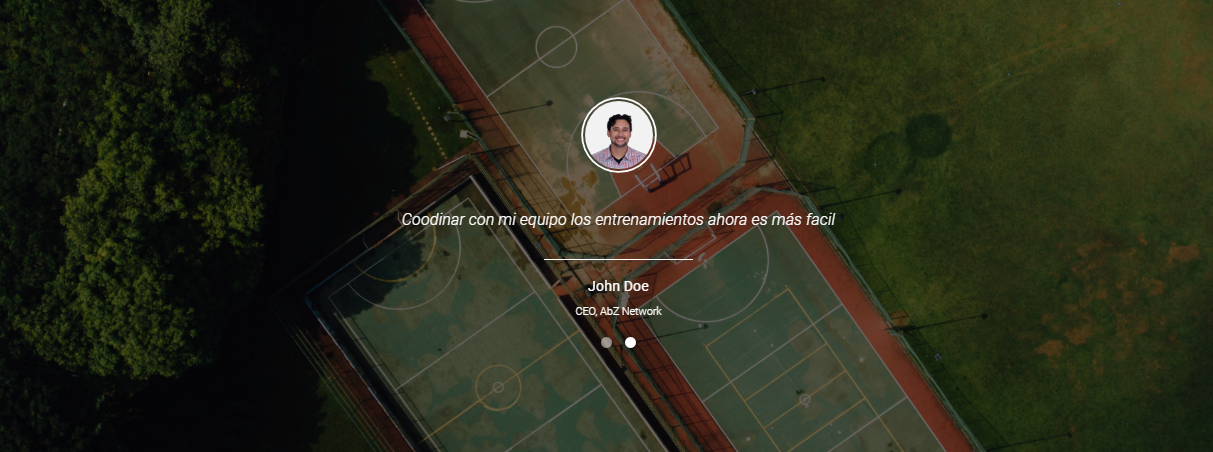 Coodinar con mi equipo los entrenamientos ahora es más facil
John Doe
CEO, AbZ Network